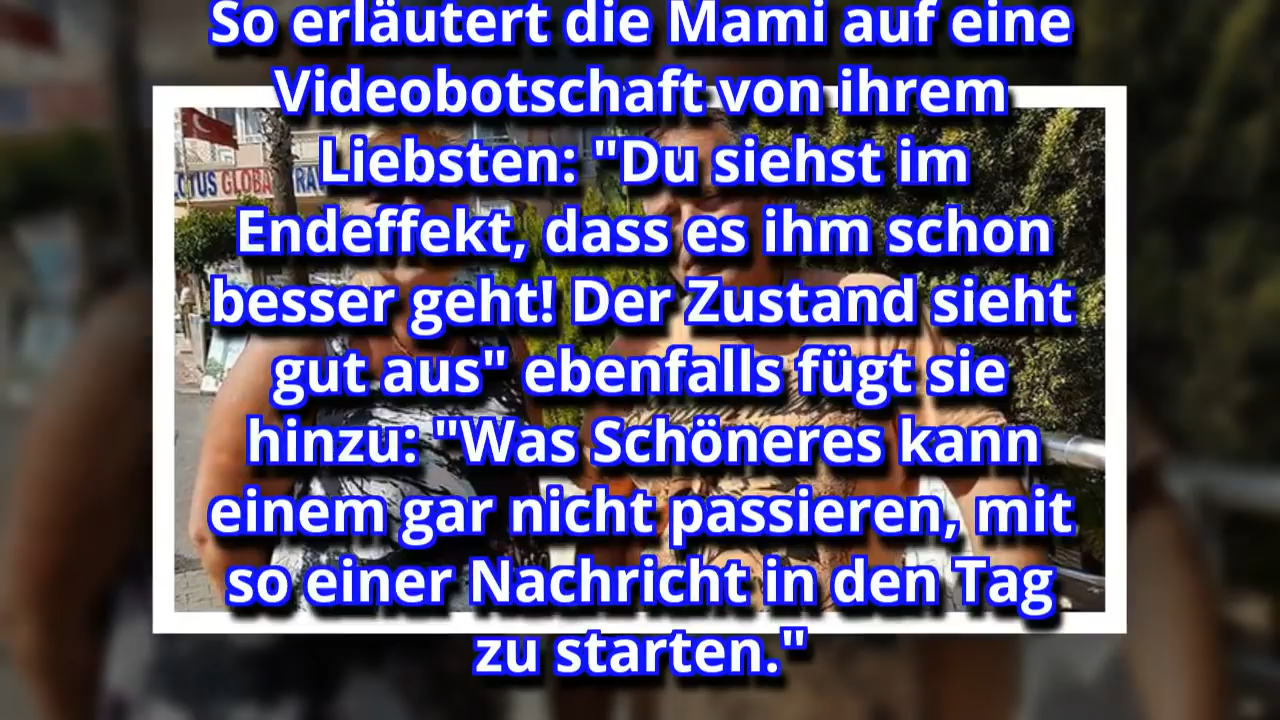 So erläutert die Mami auf eine
Videobotschaft von ihrem
Liebsten: "Du siehst im
Endeffekt, dass es ihm schon
besser geht! Der Zustand sieht
gut aus" ebenfalls fügt sie
hinzu: "Was Schöneres kann
einem gar nicht passieren, mit
so einer Nachricht in den Tag
zu starten."
GLOBA